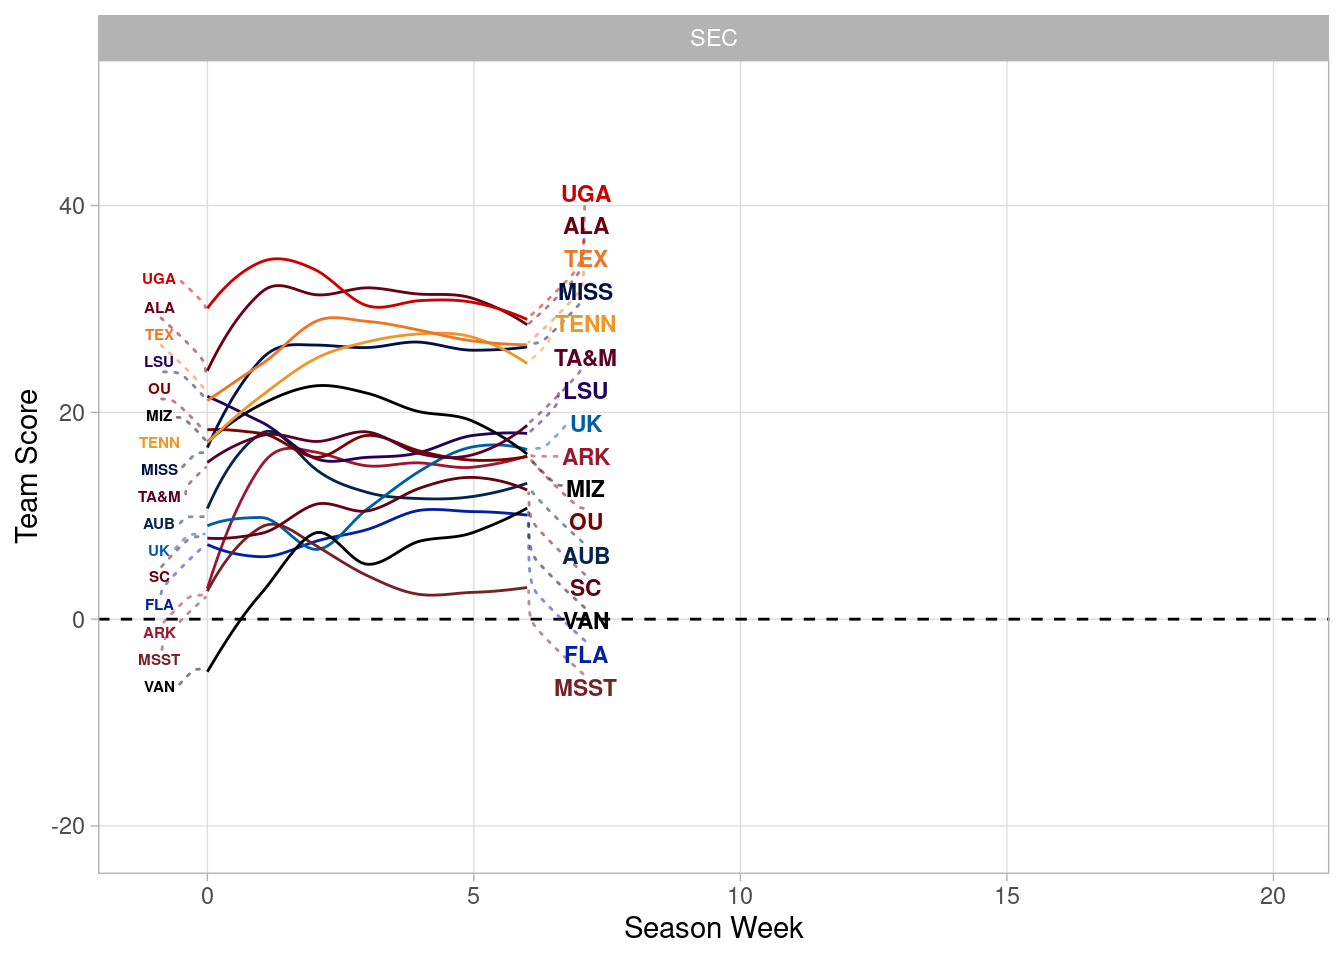 SEC
Team Score
40
20
0
-20
UGA
ALA
TEX
LSU
OU
MIZ
TENN
MISS
TA&M
AUB
UK
SC
FLA
ARK
MSST
VAN
UGA
ALA
TEX
MISS
TENN
TA&M
LSU
UK
ARK
MIZ
OU
AUB
SC
VAN
FLA
MSST
0
5
10
15
20
Season Week